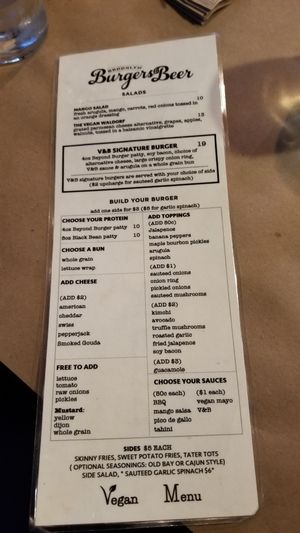 BROOKLYN
Burgers & Beer
SALADS
MANGO SALAD 10
fresh arugula, mango, carrots, red onions tossed in
an orange dressing
THE VEGAN WALDORF 13
grated parmesan cheese alternative, grapes, apples,
walnuts, tossed in a balsamic vinaigrette
V&B SIGNATURE BURGER 19
4oz Beyond Burger patty, soy bacon, choice of
alternative cheese, large crispy onion ring,
V&B sauce & arugula on a whole grain bun
V&B signature burgers are served with your choice of side
($2 upcharge for garlic spinach)
BUILD YOUR BURGER
add one side for $3 ($5 for garlic spinach)
CHOOSE YOUR PROTEIN
4oz Beyond Burger patty 10
5oz Black Bean patty 10
CHOOSE A BUN
whole grain
lettuce wrap
ADD CHEESE
(ADD $2)
american
cheddar
swiss
pepperjack
Smoked Gouda
FREE TO ADD
lettuce
tomato
raw onions
pickles
Mustard:
yellow
dijon
whole grain
ADD TOPPINGS
(ADD 50c)
jalapenos
banana peppers
maple bourbon pickles
arugula
spinach
(ADD $1)
sauteed onions
onion ring
pickled onions
sauteed mushrooms
(ADD $2)
kimchi
avocado
truffle mushrooms
roasted garlic
fried jalapenos
soy bacon
(ADD $3)
guacamole
CHOOSE YOUR SAUCES
(50c each) ($1 each)
BBQ vegan mayo
mango salsa V&B
pico de gallo
tahini
SIDES $5 EACH
SKINNY FRIES, SWEET POTATO FRIES, TATER TOTS
( OPTIONAL SEASONINGS: OLD BAY OR CAJUN STYLE)
SIDE SALAD, " SAUTEED GARLIC SPINACH $6"
Vegan Menu